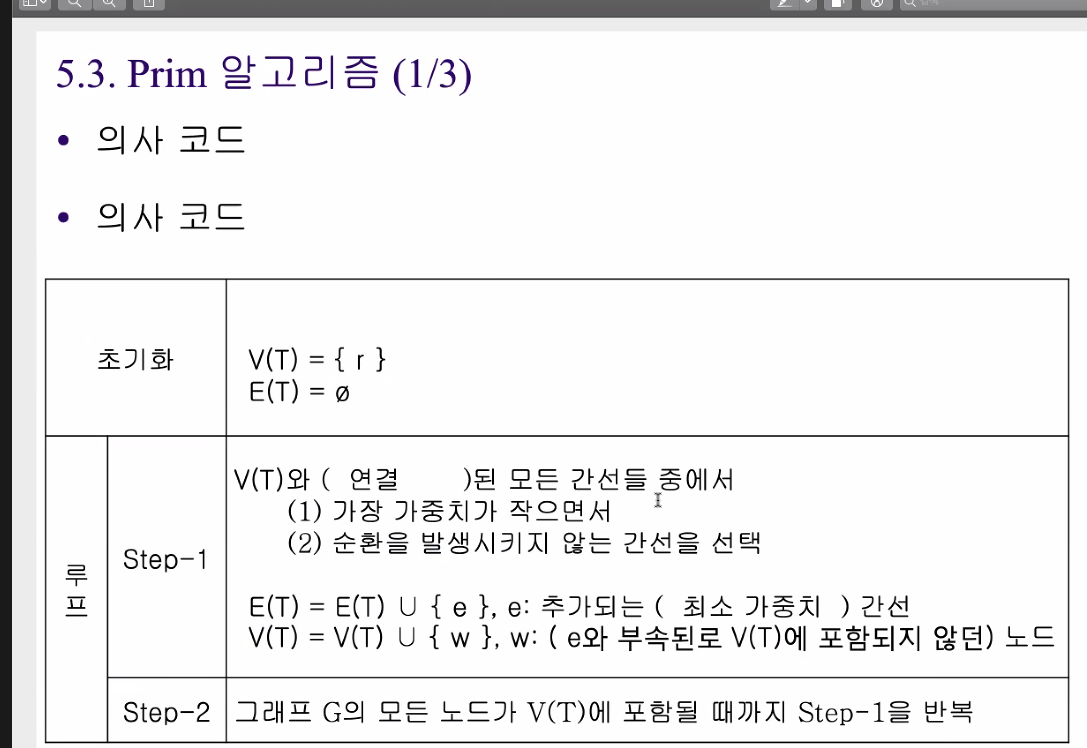 5.3. Prim 알고리즘 (1/3)
• 의사 코드
• 의사 코드
초기화
V(T) = { r }
E(T) = ø
루프
Step-1
V(T)와 ( 연결 )된 모든 간선들 중에서
(1) 가장 가중치가 작으면서
(2) 순환을 발생시키지 않는 간선을 선택
E(T) = E(T) ∪ { e }, e: 추가되는 ( 최소 가중치 ) 간선
V(T) = V(T) ∪ { w }, w: ( e와 부속된로 V(T)에 포함되지 않던) 노드
Step-2
그래프 G의 모든 노드가 V(T)에 포함될 때까지 Step-1을 반복